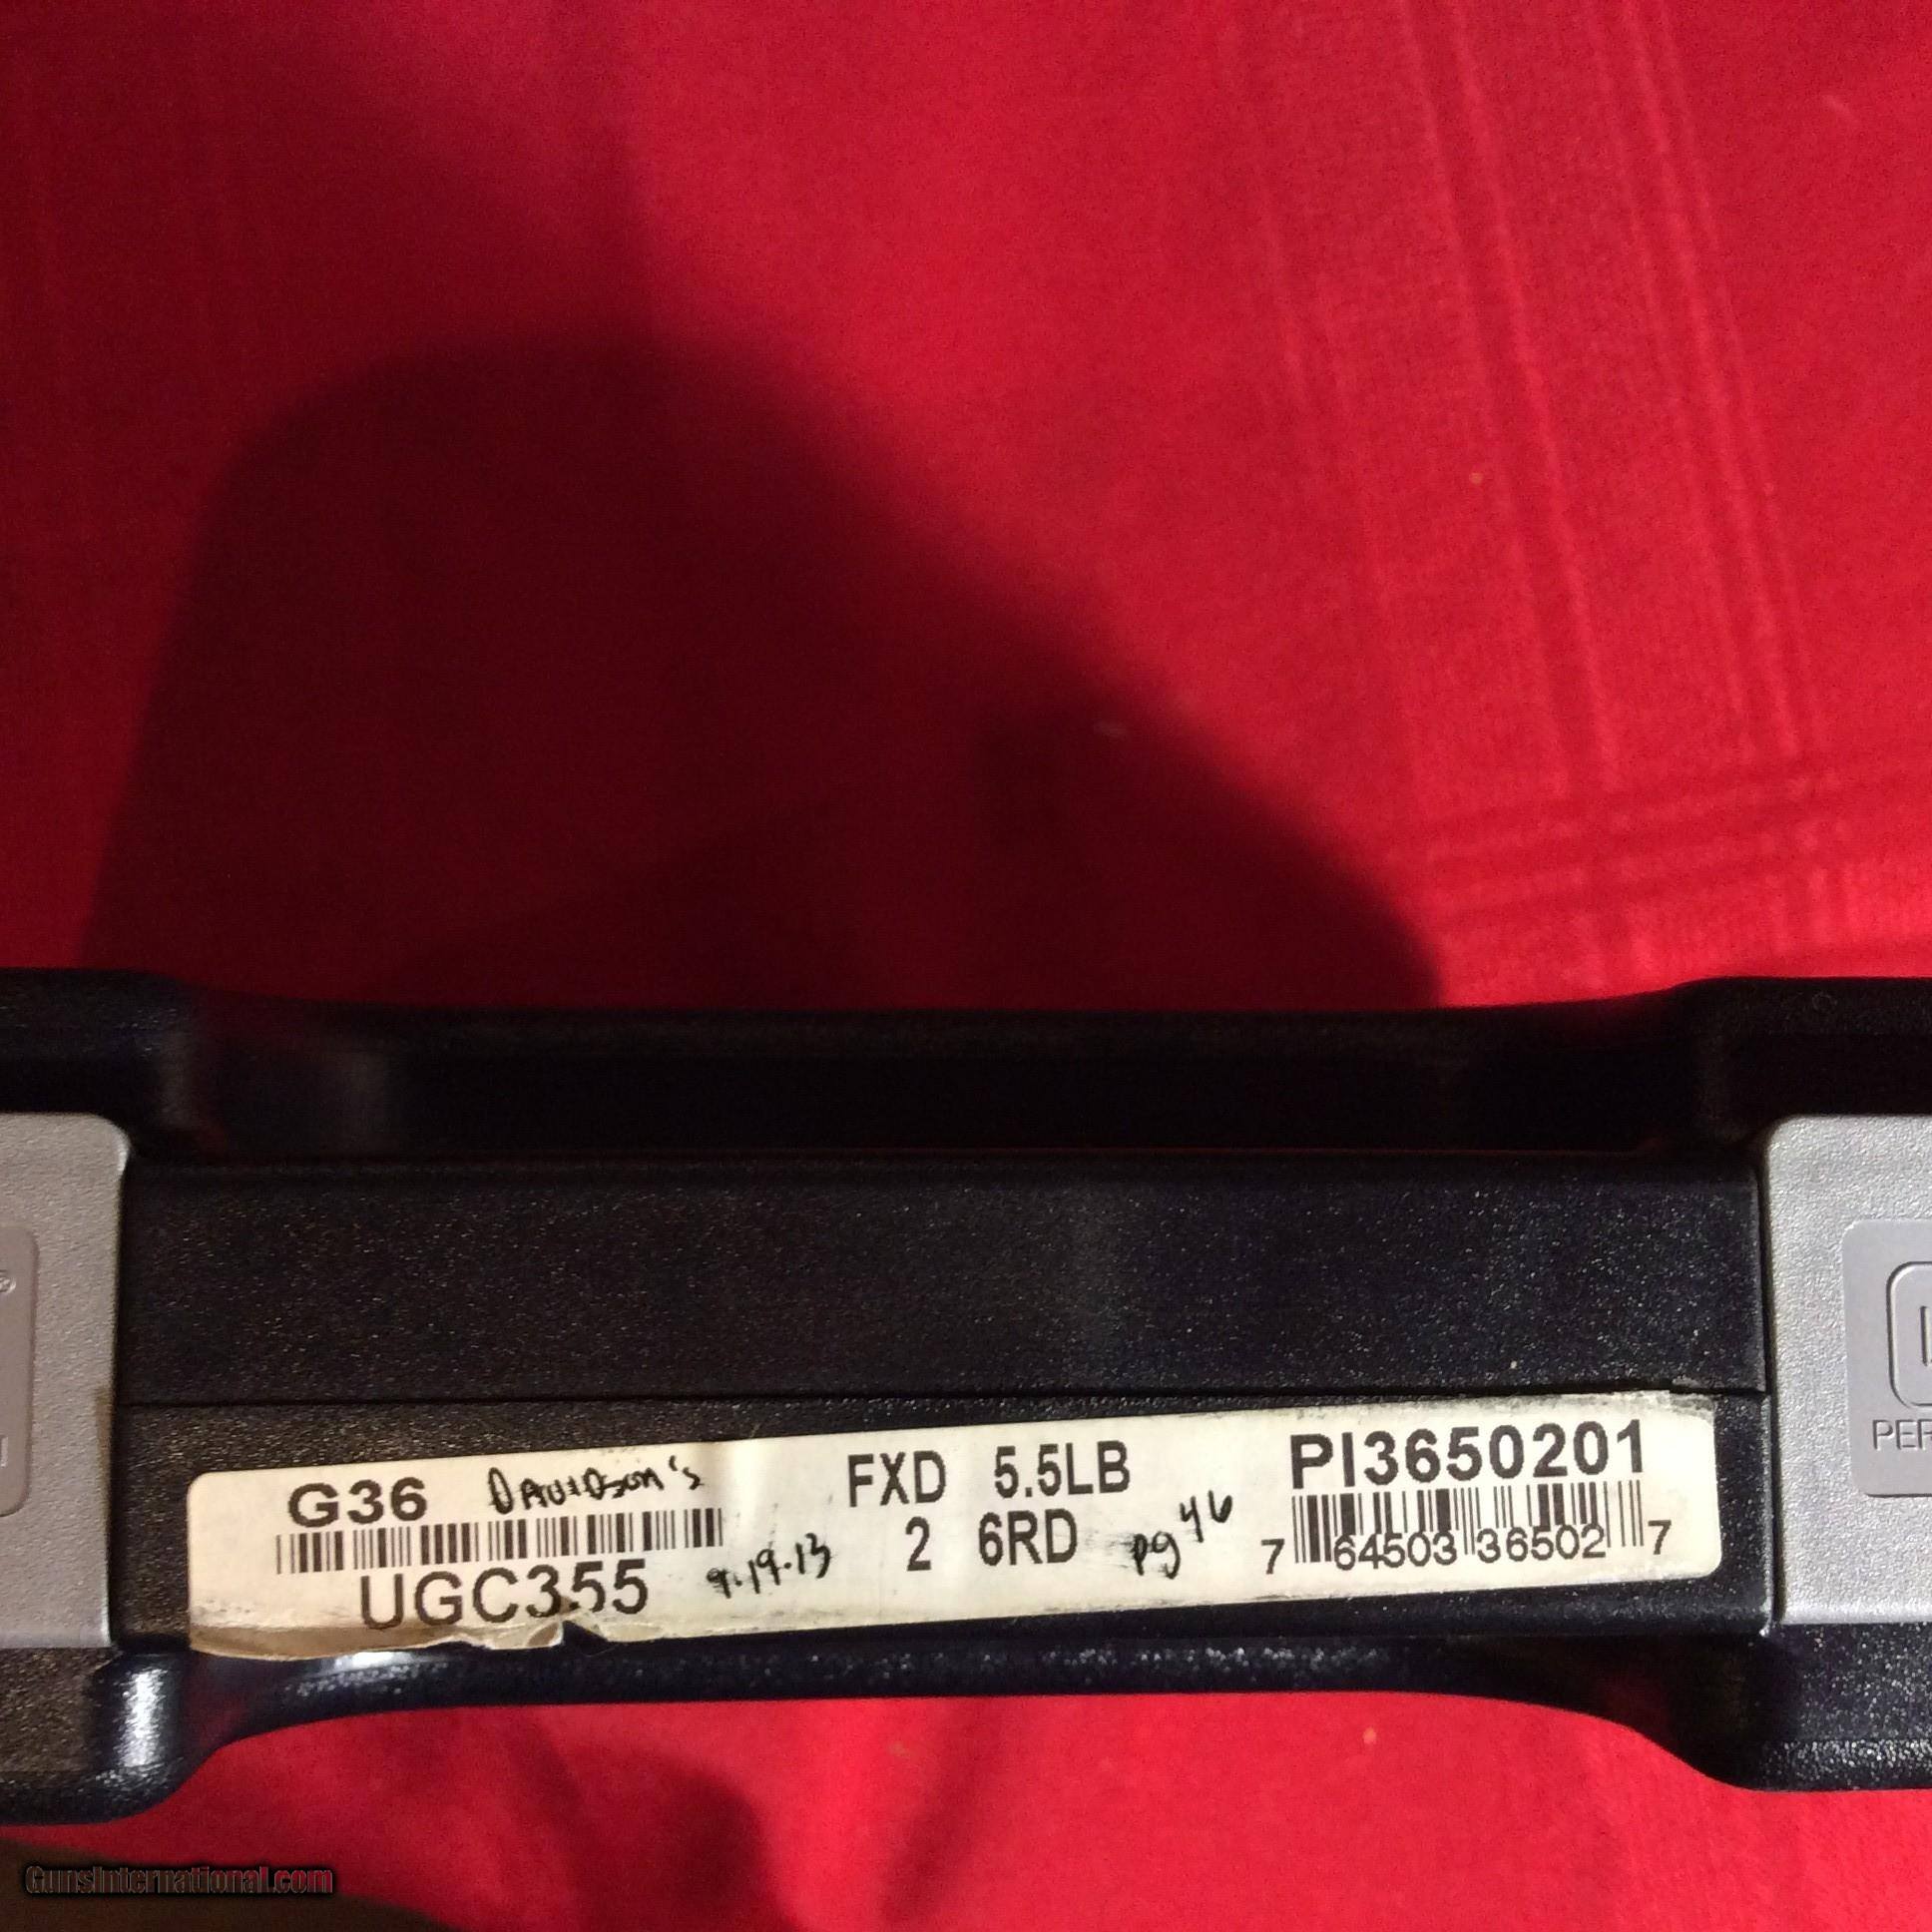 G36 DAVIDSON'S FXD 5.5LB PI3650201
UGC355 9.19.13 2 6RD pg 46 7 64503 36502 7
PER
®
GunsInternational.com